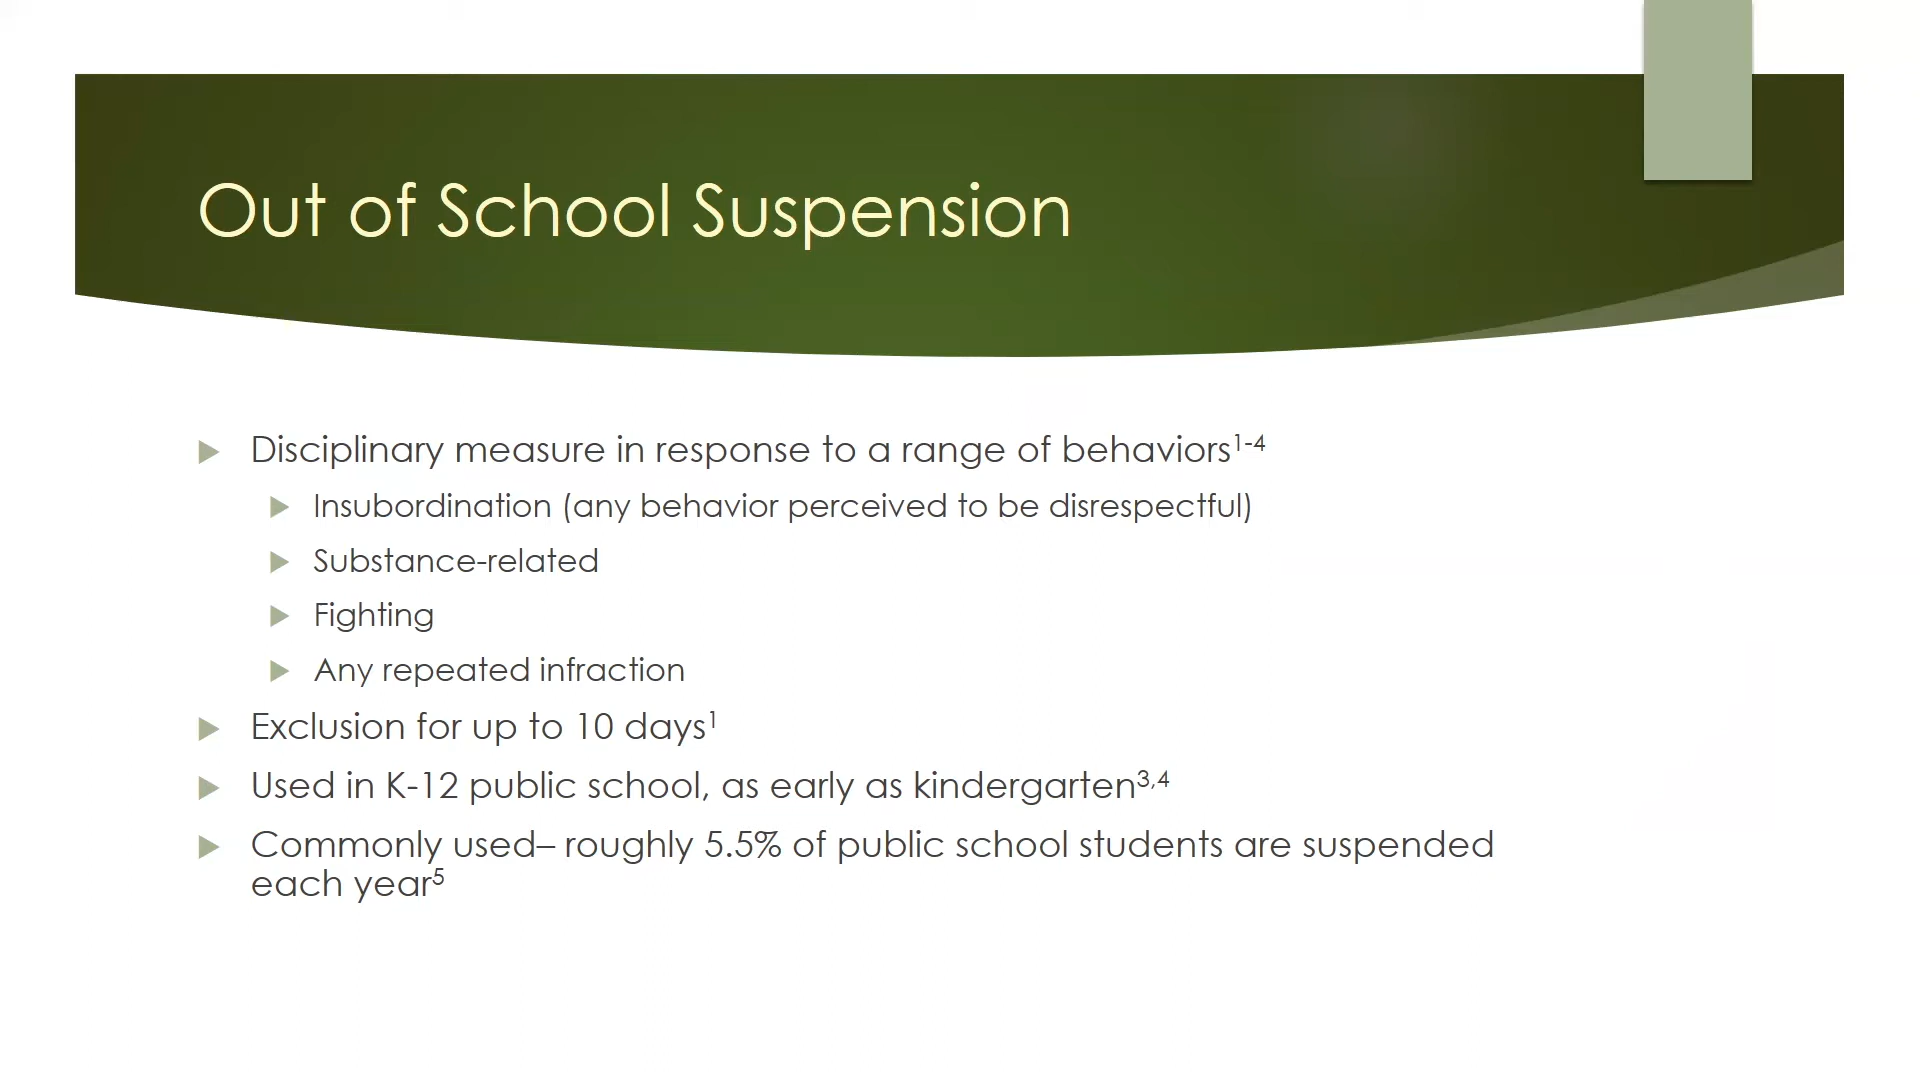 Out of School Suspension
Disciplinary measure in response to a range of behaviors1-4
Insubordination (any behavior perceived to be disrespectful)
Substance-related
Fighting
Any repeated infraction
Exclusion for up to 10 days1
Used in K-12 public school, as early as kindergarten3,4
Commonly used– roughly 5.5% of public school students are suspended
each year5